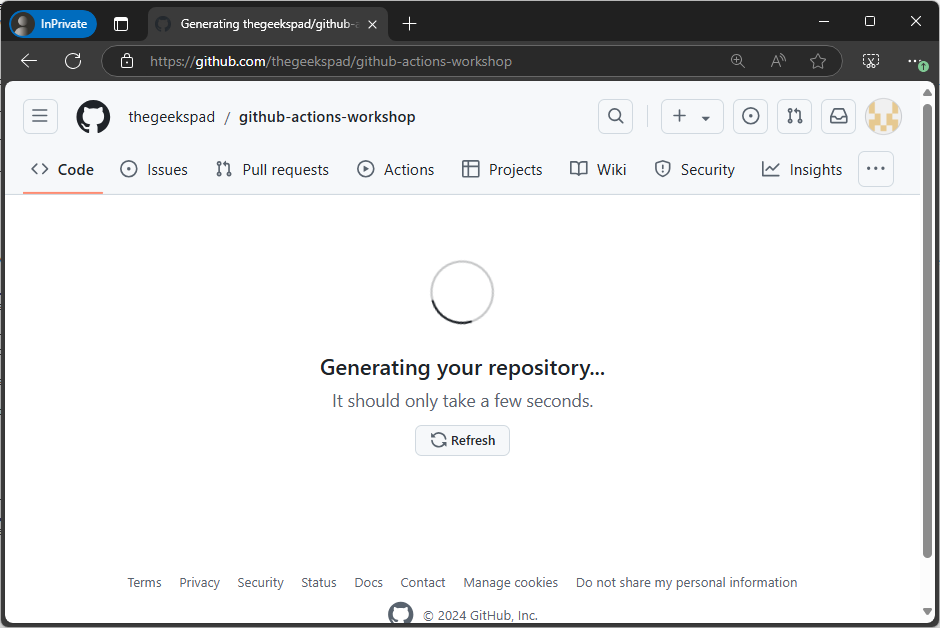 InPrivate
Generating thegeekspad/github-a
https://github.com/thegeekspad/github-actions-workshop
thegeekspad / github-actions-workshop
Code Issues Pull requests Actions Projects Wiki Security Insights
Generating your repository...
It should only take a few seconds.
Refresh
Terms Privacy Security Status Docs Contact Manage cookies Do not share my personal information
© 2024 GitHub, Inc.